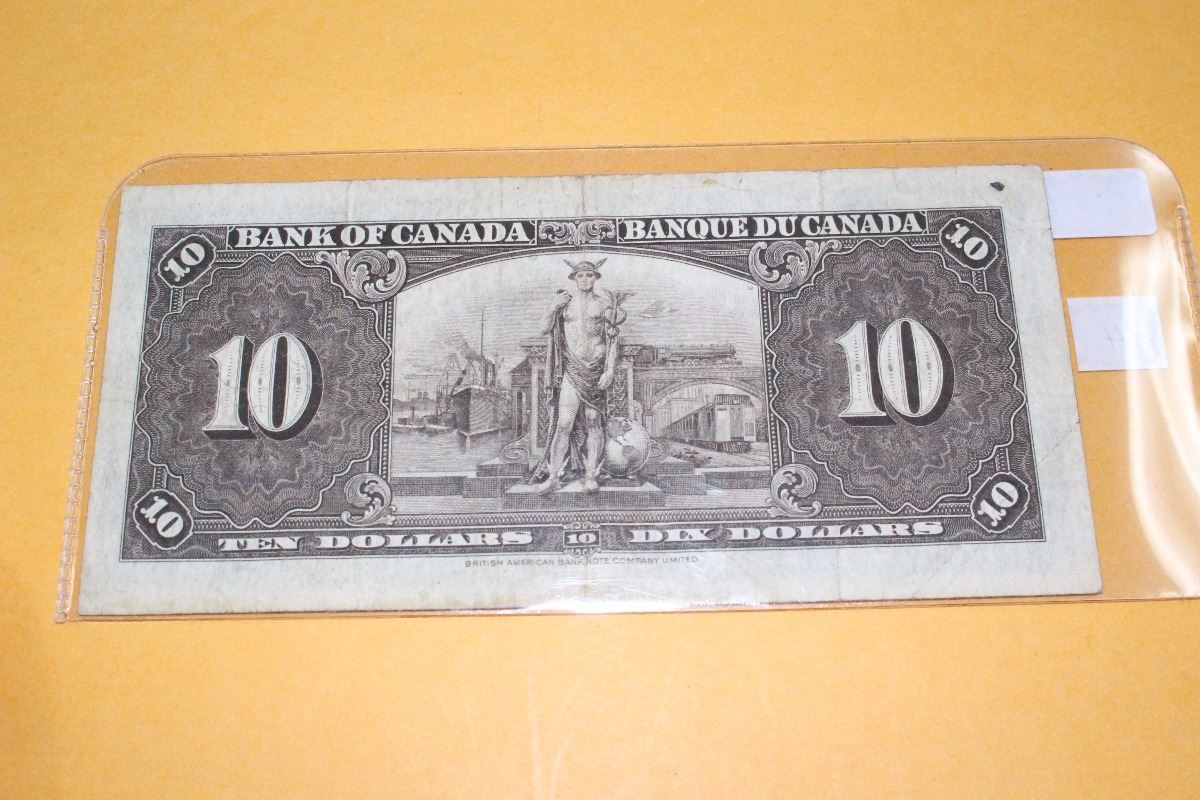 BANK OF CANADA BANQUE DU CANADA
10 10
10 10
10 10
TEN DOLLARS 10 DIX DOLLARS
BRITISH AMERICAN BANK NOTE COMPANY LIMITED